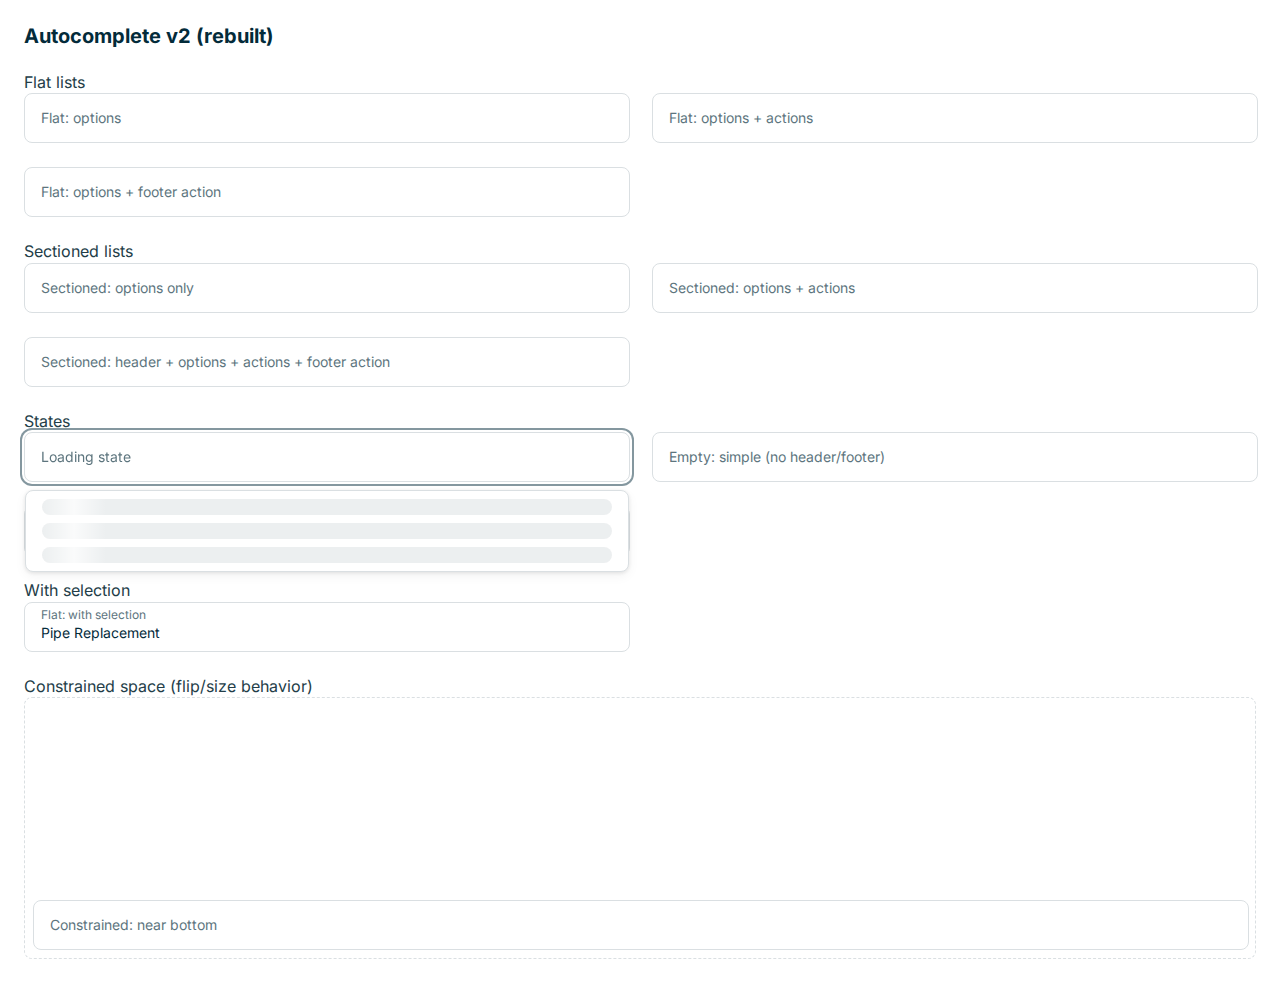 Autocomplete v2 (rebuilt)
Flat lists
Flat: options
Flat: options + actions
Flat: options + footer action
Sectioned lists
Sectioned: options only
Sectioned: options + actions
Sectioned: header + options + actions + footer action
States
Loading state
Empty: simple (no header/footer)
With selection
Flat: with selection
Pipe Replacement
Constrained space (flip/size behavior)
Constrained: near bottom